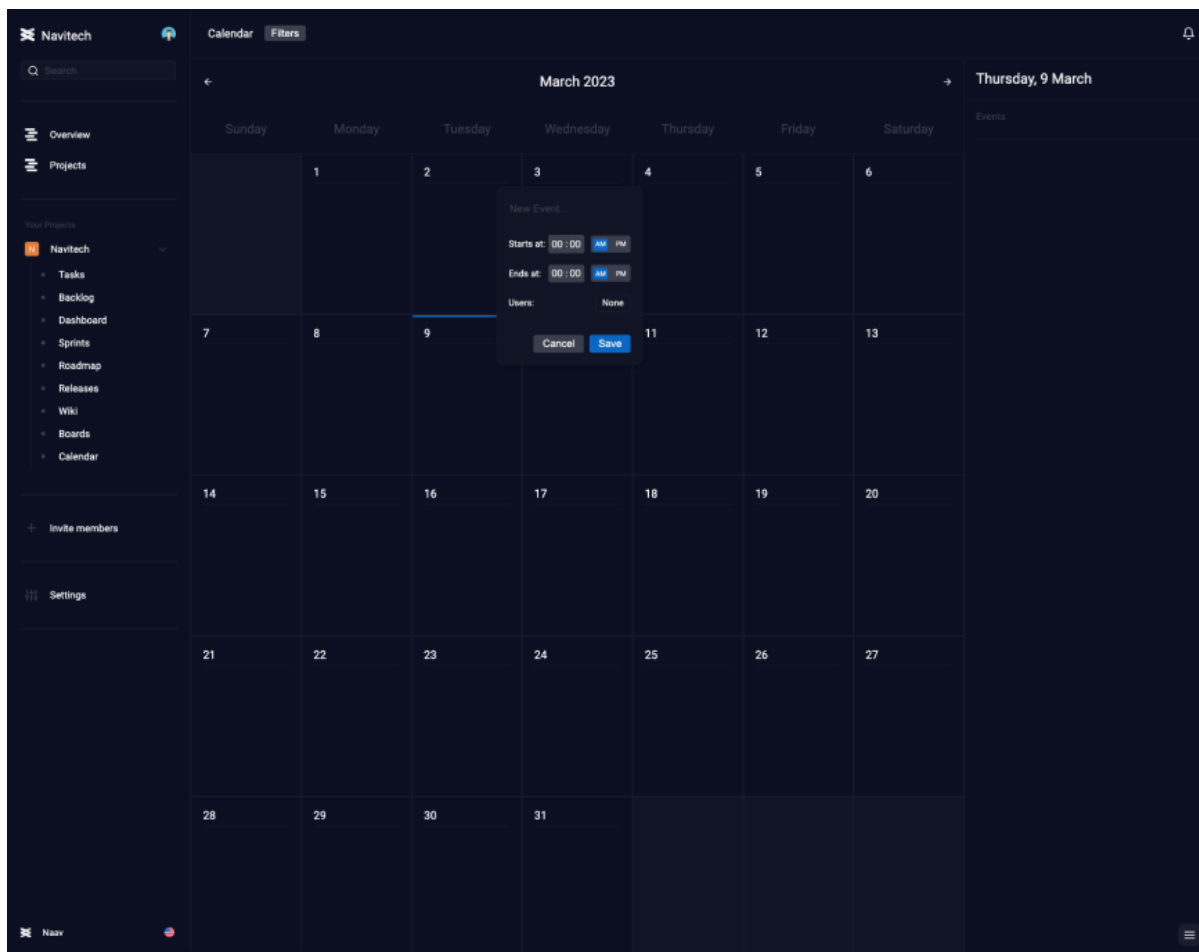 Navitech
Calendar Filters
Search
March 2023
Thursday, 9 March
Events
Sunday Monday Tuesday Wednesday Thursday Friday Saturday
Overview
Projects
Your Projects
N Navitech
Tasks
Backlog
Dashboard
Sprints
Roadmap
Releases
Wiki
Boards
Calendar
Invite members
Settings
Naav
1 2 3 4 5 6
New Event...
Starts at: 00 : 00 AM PM
Ends at: 00 : 00 AM PM
Users: None
Cancel Save
7 8 9 11 12 13
14 15 16 17 18 19 20
21 22 23 24 25 26 27
28 29 30 31